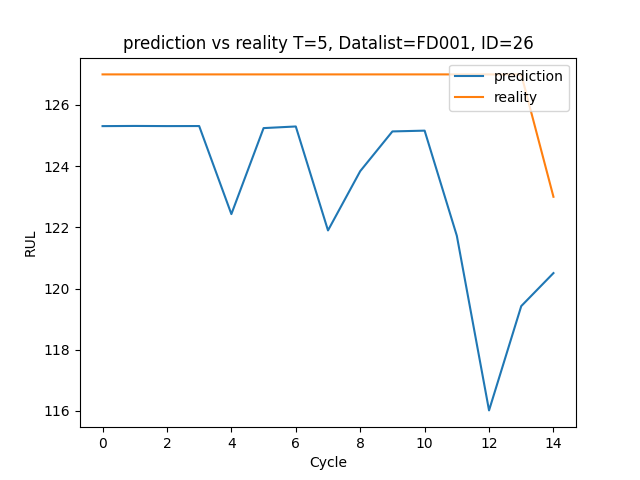 prediction vs reality T=5, Datalist=FD001, ID=26
prediction
reality
126
124
122
120
118
116
RUL
0 2 4 6 8 10 12 14
Cycle